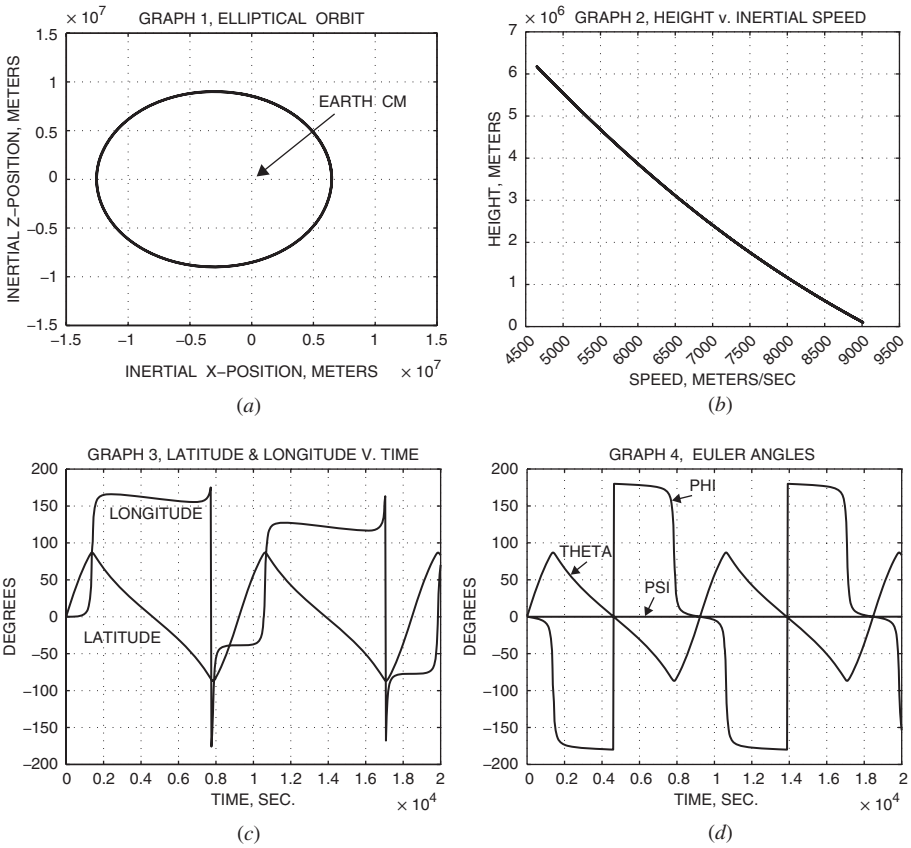 GRAPH 1, ELLIPTICAL ORBIT
× 10^7
1.5
1
0.5
0
−0.5
−1
−1.5
INERTIAL Z-POSITION, METERS
EARTH CM
−1.5 −1 −0.5 0 0.5 1 1.5
INERTIAL X-POSITION, METERS × 10^7
(a)
× 10^6 GRAPH 2, HEIGHT v. INERTIAL SPEED
7
6
5
4
3
2
1
0
HEIGHT, METERS
4500 5000 5500 6000 6500 7000 7500 8000 8500 9000 9500
SPEED, METERS/SEC
(b)
GRAPH 3, LATITUDE & LONGITUDE V. TIME
200
150
100
50
0
−50
−100
−150
−200
DEGREES
LONGITUDE
LATITUDE
0 0.2 0.4 0.6 0.8 1.0 1.2 1.4 1.6 1.8 2.0
TIME, SEC. × 10^4
(c)
GRAPH 4, EULER ANGLES
200
150
100
50
0
−50
−100
−150
−200
DEGREES
PHI
THETA
PSI
0 0.2 0.4 0.6 0.8 1.0 1.2 1.4 1.6 1.8 20
TIME, SEC. × 10^4
(d)